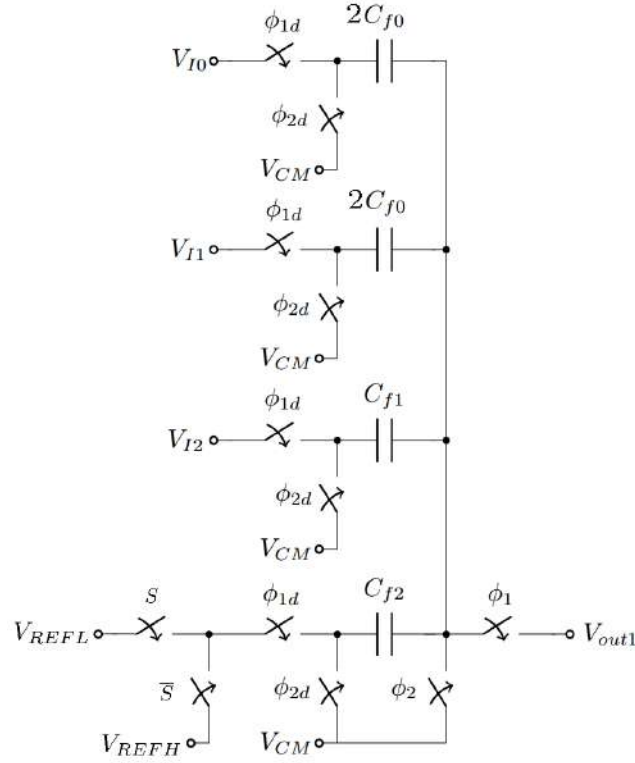 ϕ1d 2Cf0
VI0
ϕ2d
VCM
ϕ1d 2Cf0
VI1
ϕ2d
VCM
ϕ1d Cf1
VI2
ϕ2d
VCM
S ϕ1d Cf2 ϕ1
VREFL Vout1
S̅ ϕ2d ϕ2
VREFH VCM